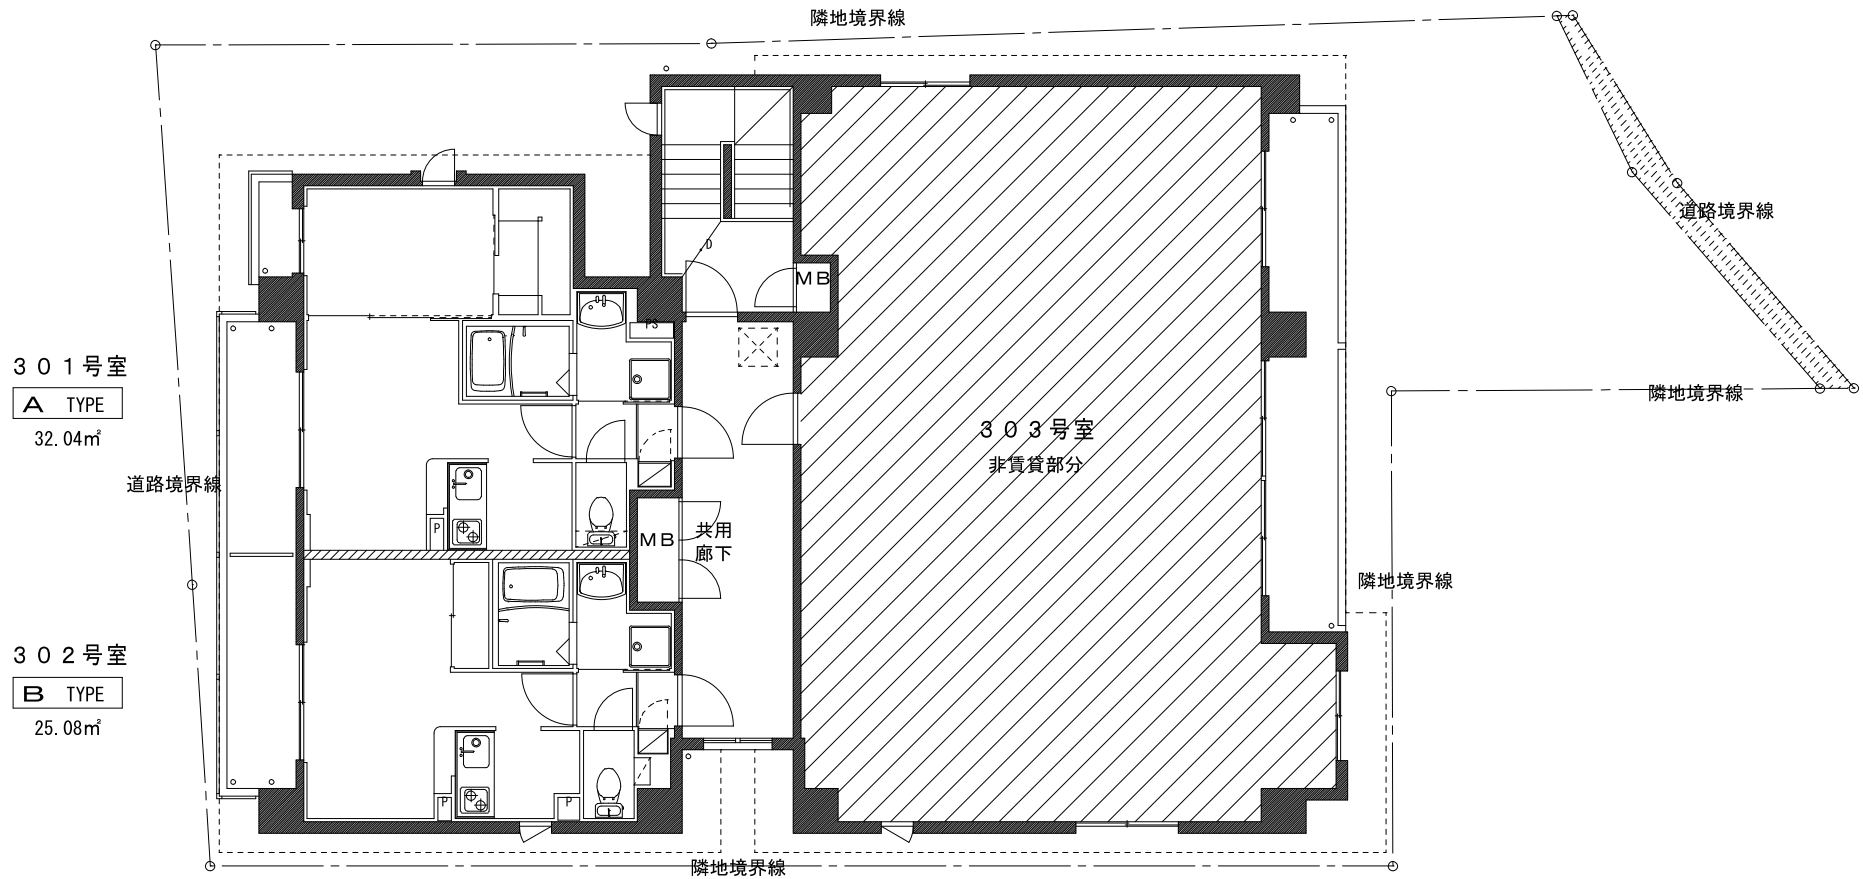 隣地境界線
道路境界線
.D
MB
PS
３０１号室
A TYPE
32.04㎡
隣地境界線
３０３号室
非賃貸部分
道路境界線
P
MB
共用
廊下
隣地境界線
３０２号室
B TYPE
25.08㎡
P
P
隣地境界線